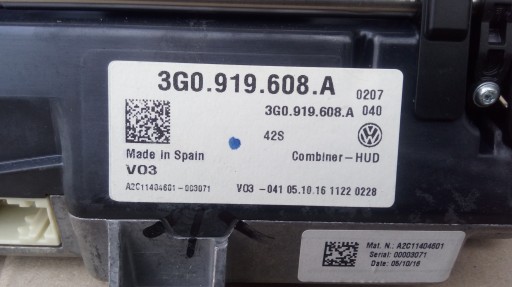 3G0.919.608.A 0207
3G0.919.608.A 040
42S
Made in Spain Combiner-HUD
V03
A2C11404601-003071 V03 -041 05.10.16 1122 0228
Mat. N.: A2C11404601
Serial: 00003071
Date: 05/10/16